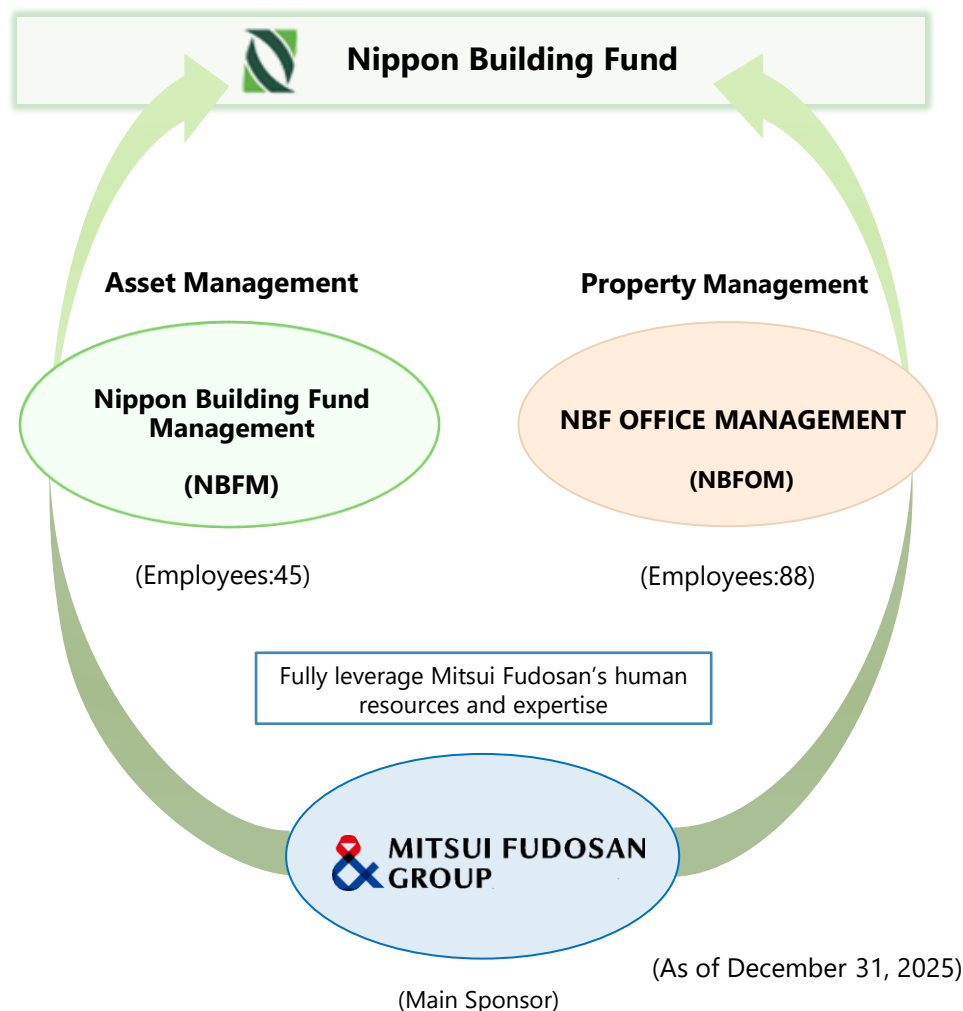 Nippon Building Fund
Asset Management
Property Management
Nippon Building Fund
Management
(NBFM)
NBF OFFICE MANAGEMENT
(NBFOM)
(Employees:45)
(Employees:88)
Fully leverage Mitsui Fudosan’s human
resources and expertise
MITSUI FUDOSAN
GROUP
(As of December 31, 2025)
(Main Sponsor)